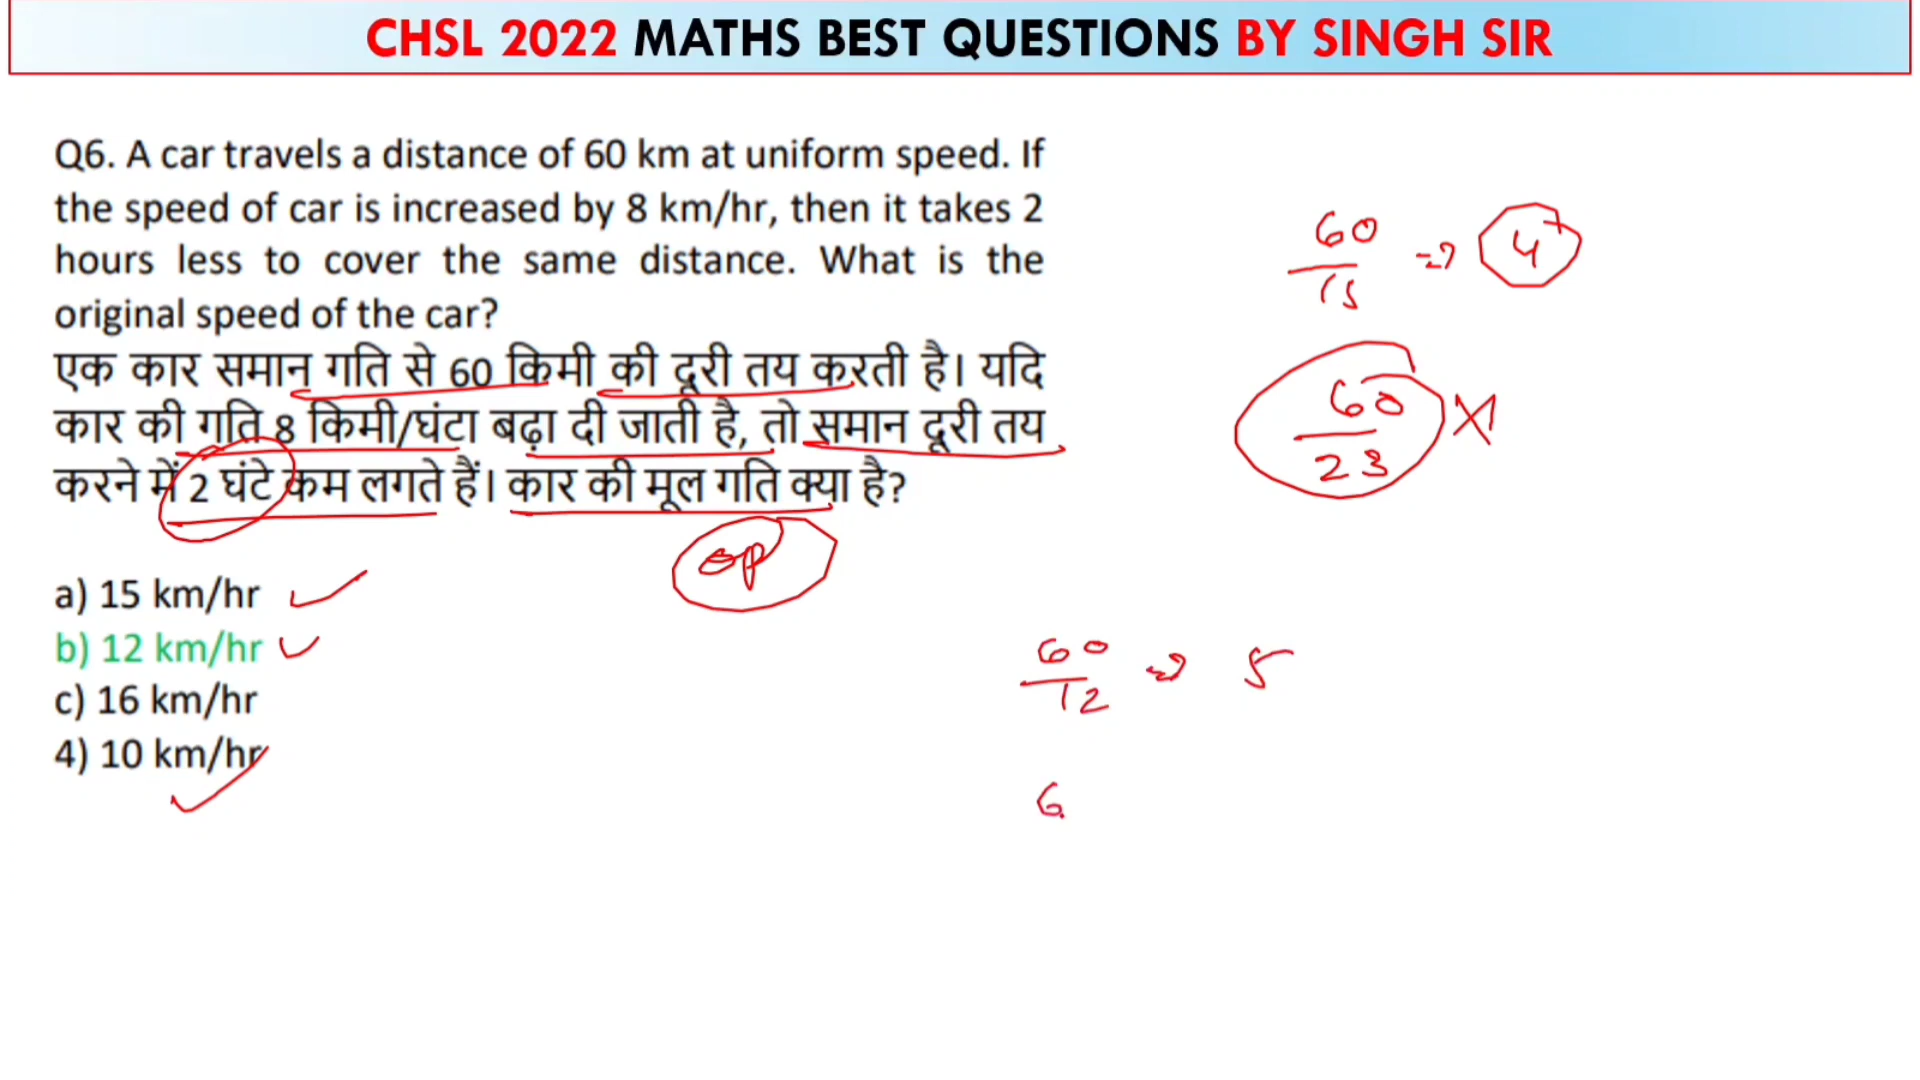 CHSL 2022 MATHS BEST QUESTIONS BY SINGH SIR
Q6. A car travels a distance of 60 km at uniform speed. If
the speed of car is increased by 8 km/hr, then it takes 2
hours less to cover the same distance. What is the
original speed of the car?
एक कार समान गति से 60 किमी की दूरी तय करती है। यदि
कार की गति 8 किमी/घंटा बढ़ा दी जाती है, तो समान दूरी तय
करने में 2 घंटे कम लगते हैं। कार की मूल गति क्या है?
op
a) 15 km/hr
b) 12 km/hr
c) 16 km/hr
4) 10 km/hr
60
15
=> 4
60
23
60
12
=> 5
6